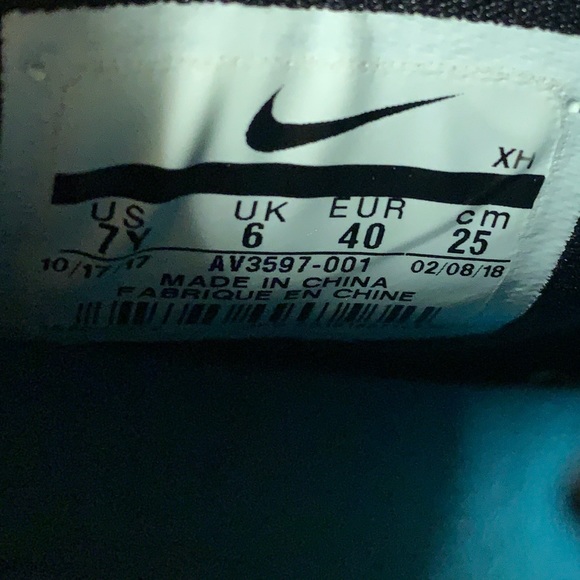 XH
US UK EUR cm
7Y 6 40 25
10/17/17 AV3597-001 02/08/18
MADE IN CHINA
FABRIQUE EN CHINE